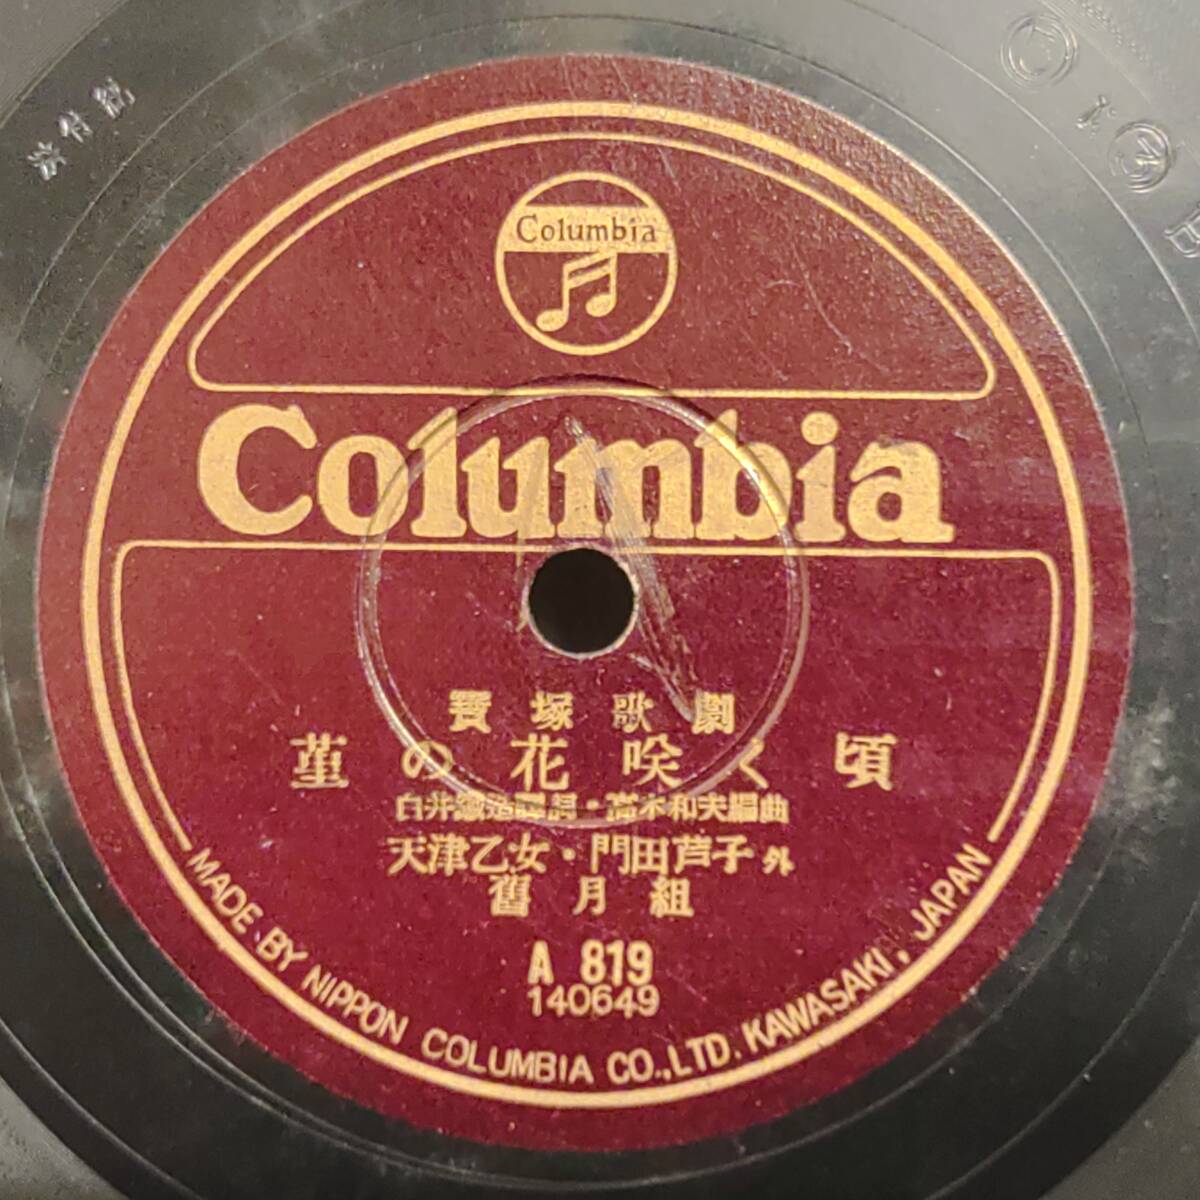 Columbia
Columbia
寶塚歌劇
菫の花咲く頃
白井鐵造譯詞・高木和夫編曲
天津乙女・門田芦子 外
舊月組
A 819
140649
MADE BY NIPPON COLUMBIA CO.,LTD. KAWASAKI, JAPAN